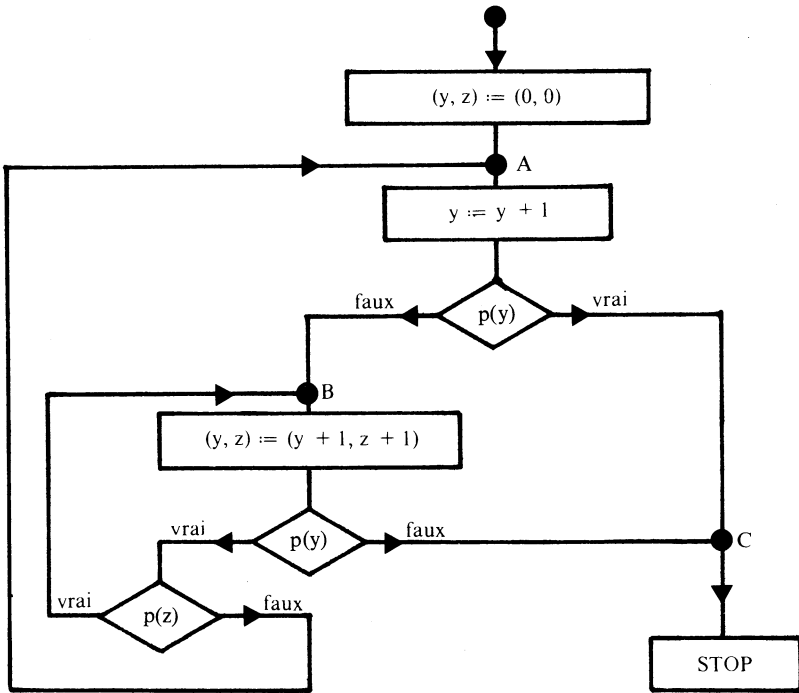 (y, z) := (0, 0)
A
y := y + 1
faux
p(y)
vrai
B
(y, z) := (y + 1, z + 1)
vrai
p(y)
faux
C
vrai
p(z)
faux
STOP